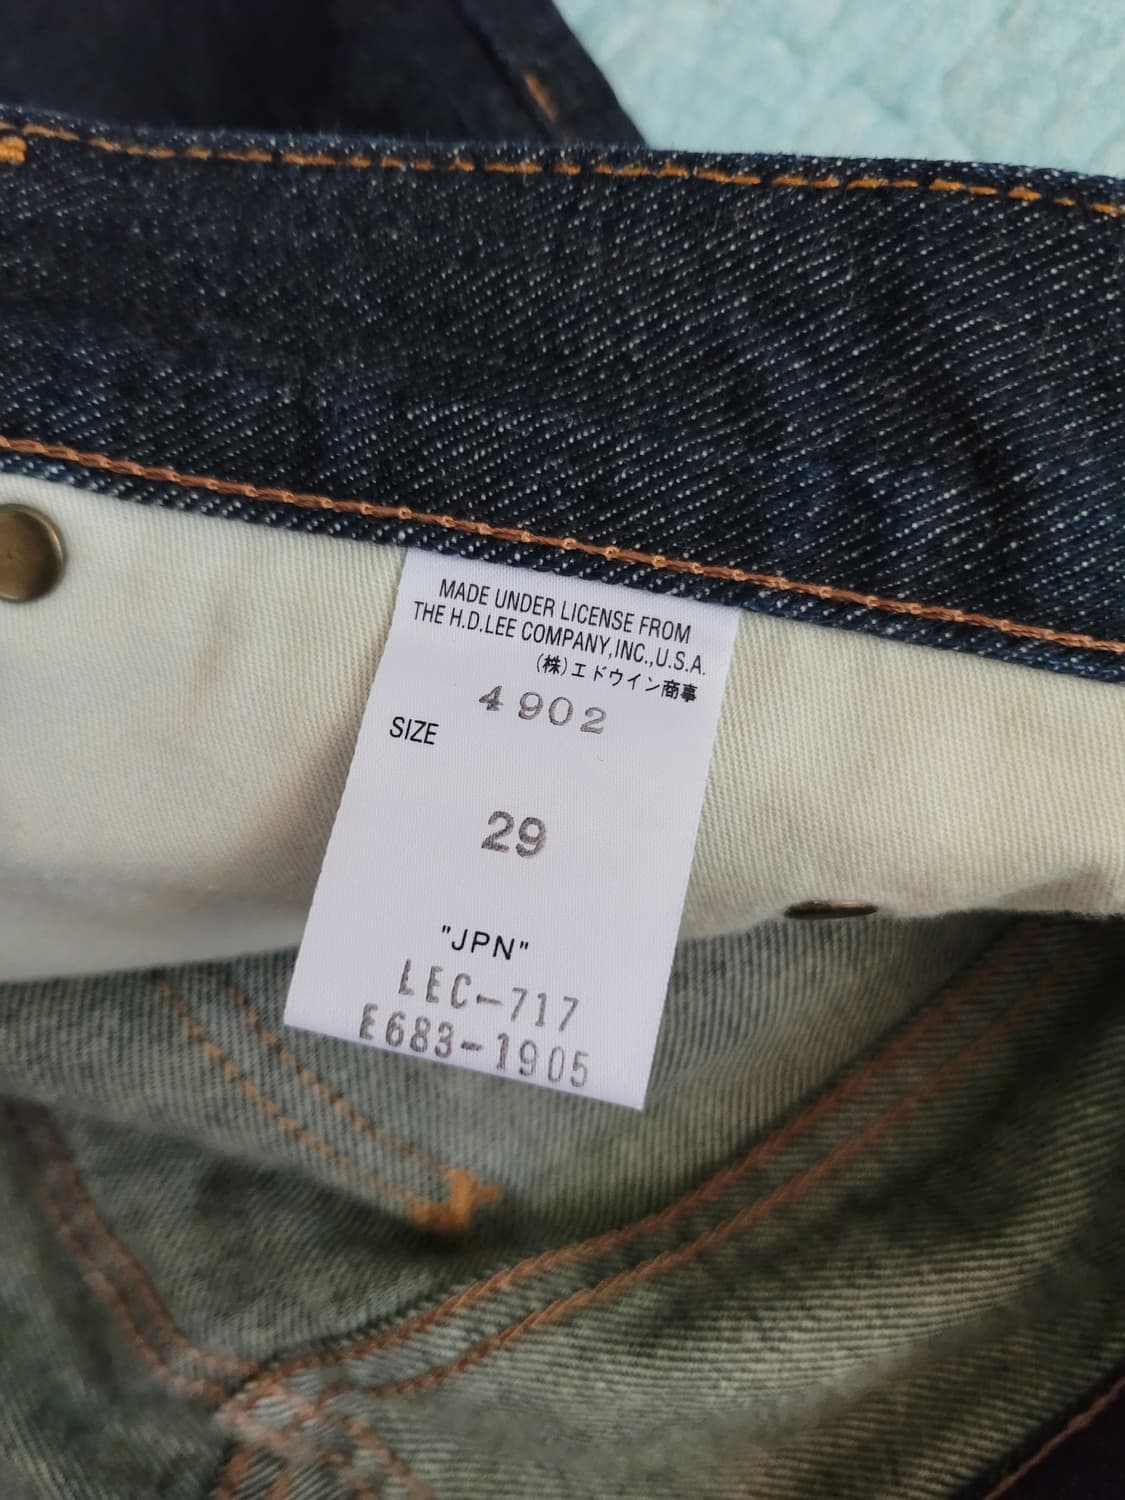 MADE UNDER LICENSE FROM
THE H.D.LEE COMPANY,INC.,U.S.A.
(株)エドウイン商事
4902
SIZE
29
"JPN"
LEC-717
E683-1905